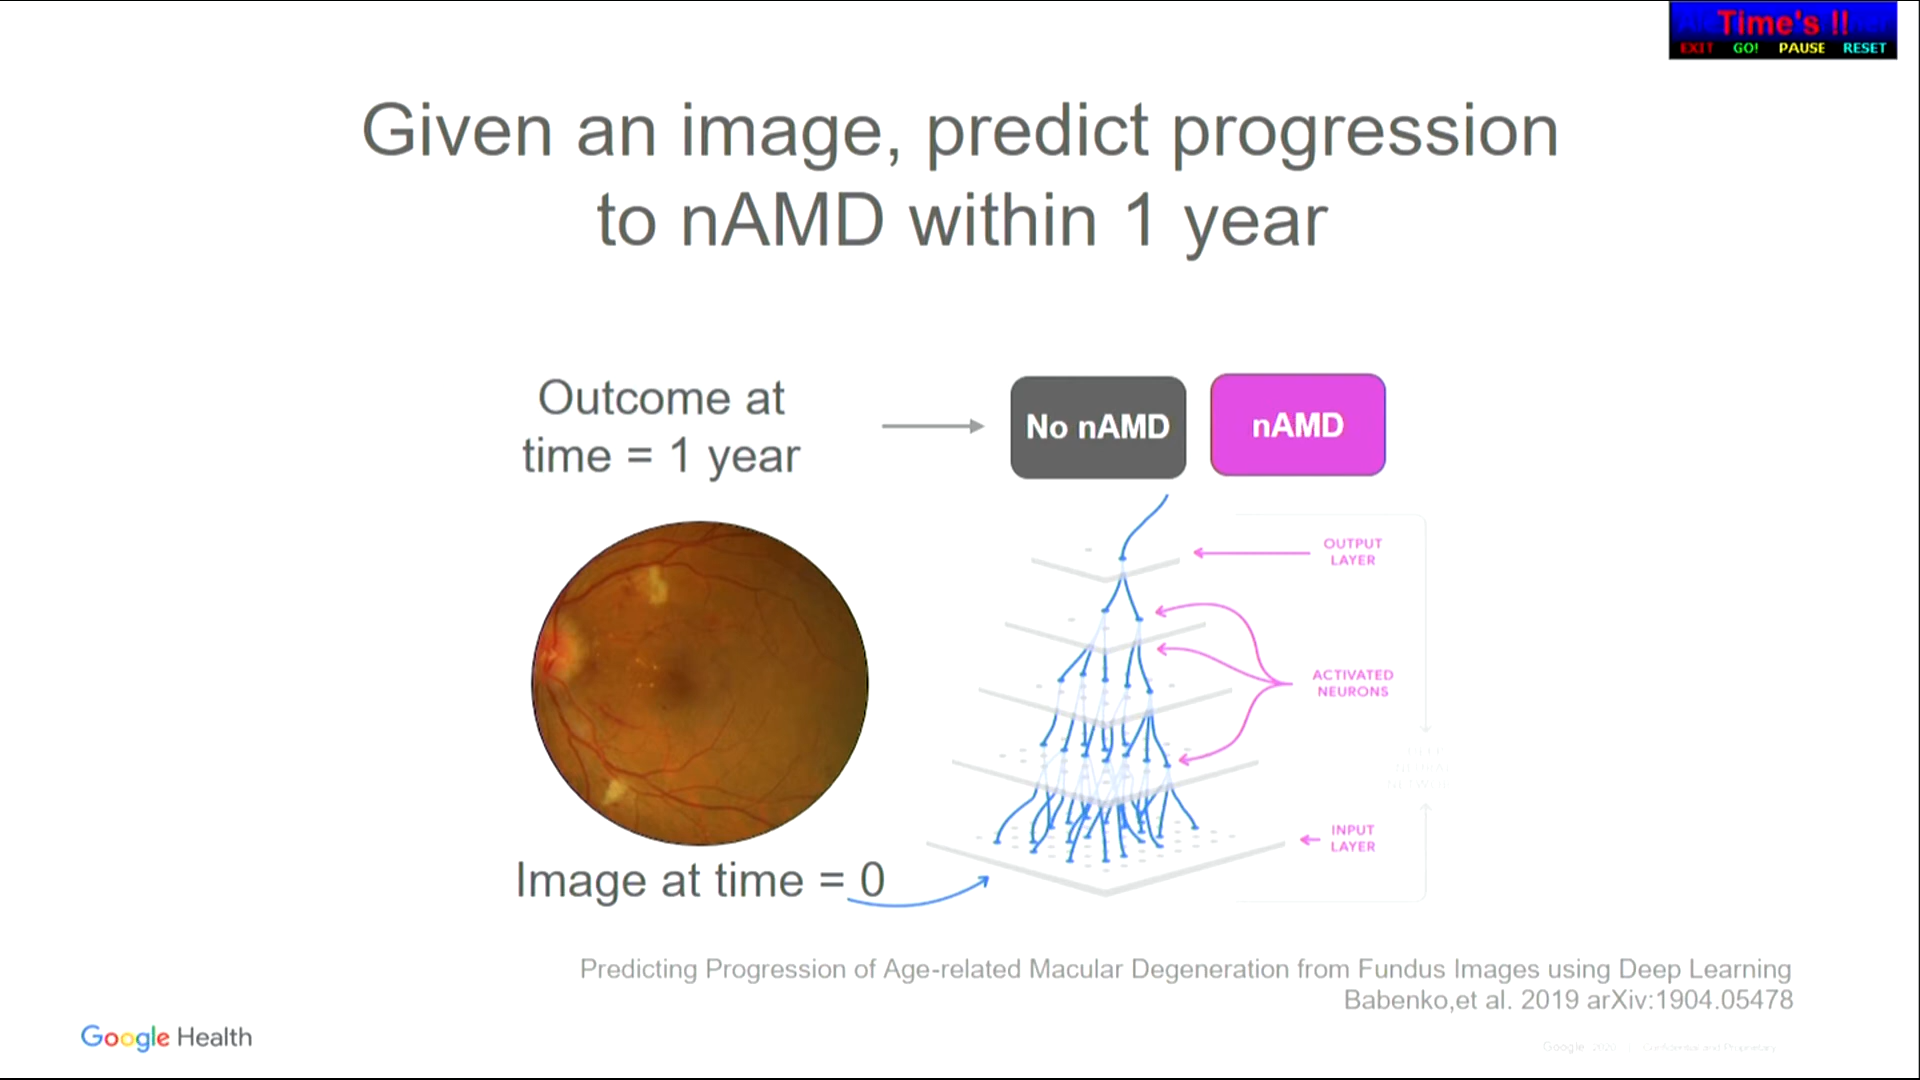 Time's !!
EXIT GO! PAUSE RESET
Given an image, predict progression
to nAMD within 1 year
Outcome at
time = 1 year
No nAMD
nAMD
OUTPUT
LAYER
ACTIVATED
NEURONS
INPUT
LAYER
Image at time = 0
Predicting Progression of Age-related Macular Degeneration from Fundus Images using Deep Learning
Babenko,et al. 2019 arXiv:1904.05478
Google Health